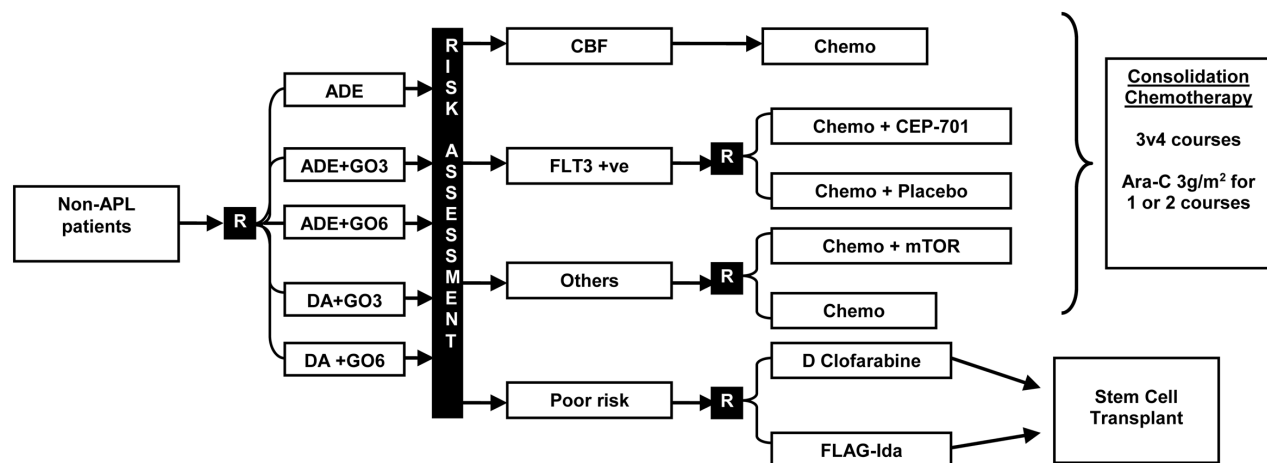 Non-APL
patients
R
ADE
ADE+GO3
ADE+GO6
DA+GO3
DA +GO6
RISK ASSESSMENT
CBF
Chemo
FLT3 +ve
R
Chemo + CEP-701
Chemo + Placebo
Others
R
Chemo + mTOR
Chemo
Poor risk
R
D Clofarabine
FLAG-Ida
Consolidation
Chemotherapy
3v4 courses
Ara-C 3g/m² for
1 or 2 courses
Stem Cell
Transplant